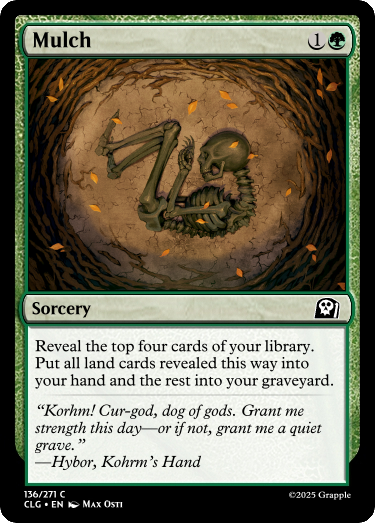 Mulch 1
Sorcery
Reveal the top four cards of your library.
Put all land cards revealed this way into
your hand and the rest into your graveyard.
“Korhm! Cur-god, dog of gods. Grant me
strength this day—or if not, grant me a quiet
grave.”
—Hybor, Kohrm’s Hand
136/271 C
CLG • EN Max Osti
©2025 Grapple